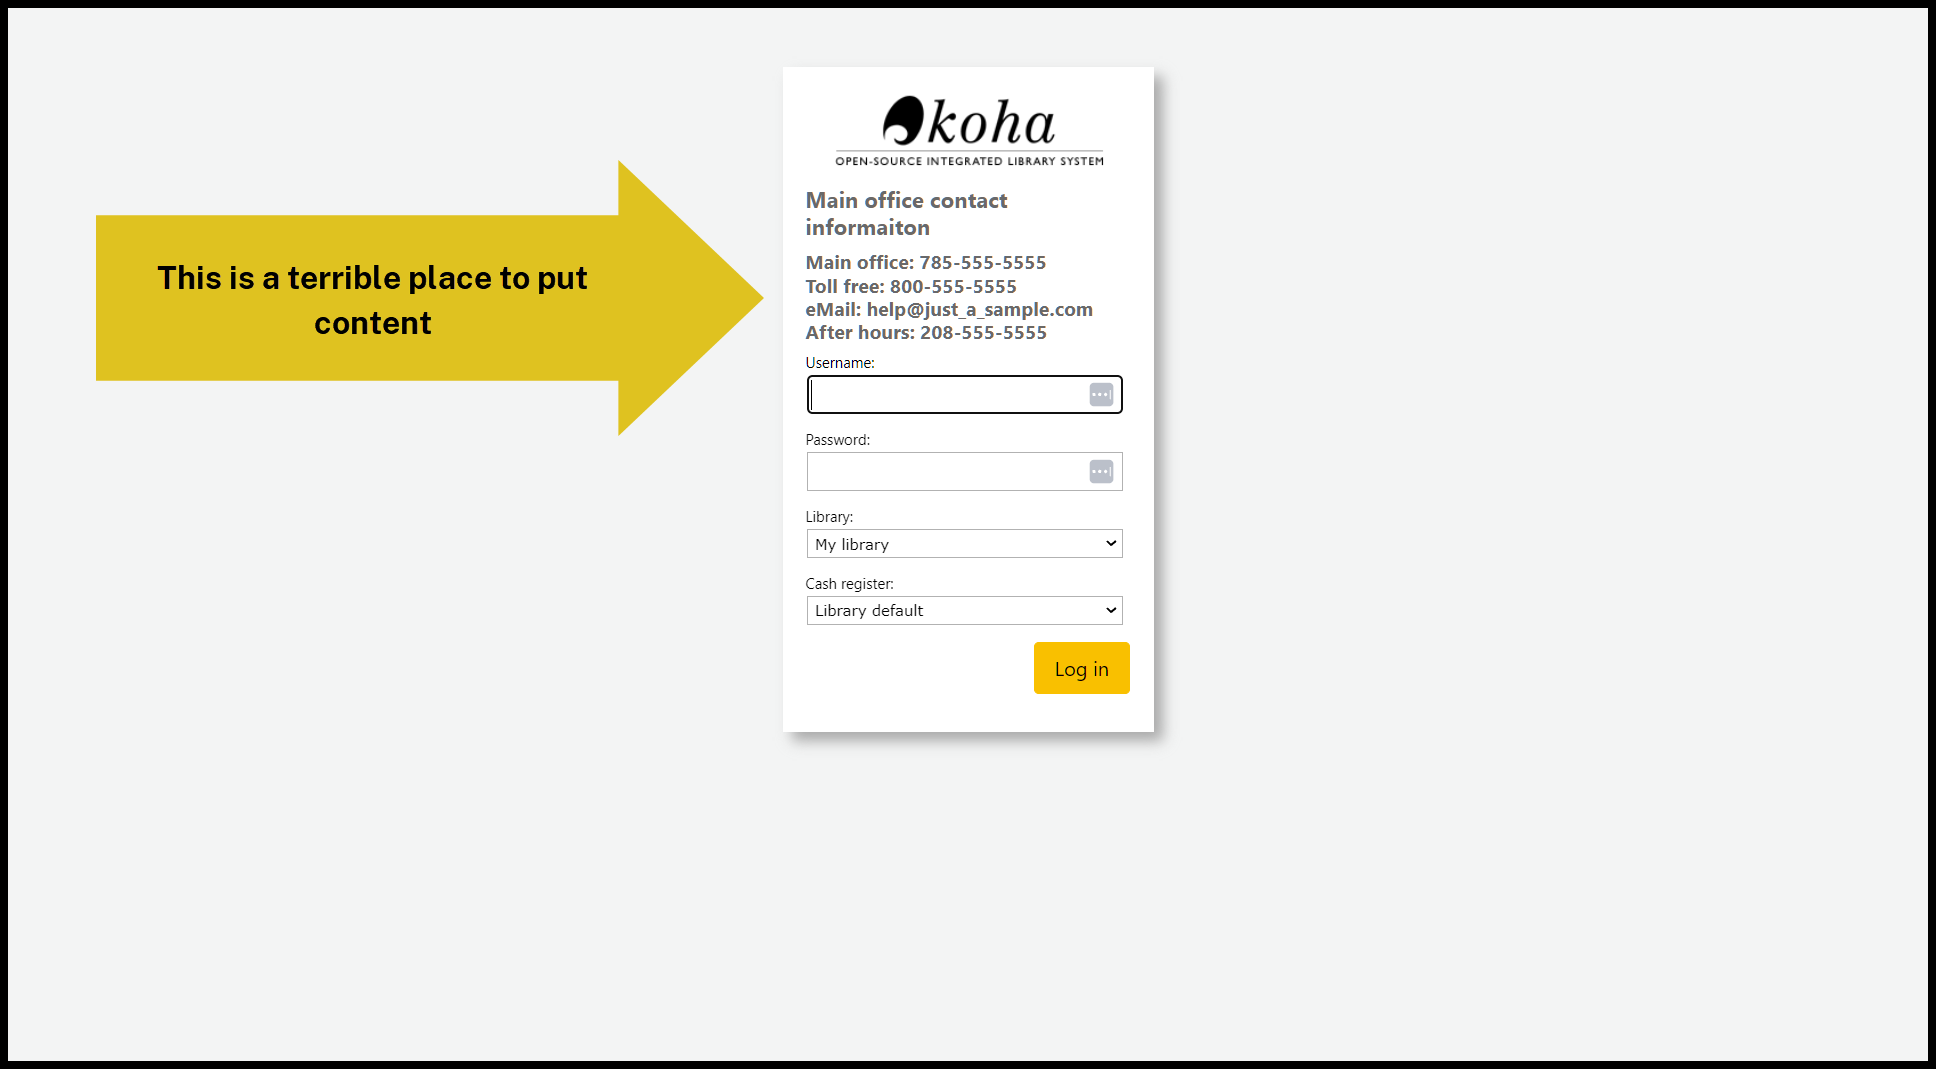 koha
OPEN-SOURCE INTEGRATED LIBRARY SYSTEM
This is a terrible place to put
content
Main office contact
informaiton
Main office: 785-555-5555
Toll free: 800-555-5555
eMail: help@just_a_sample.com
After hours: 208-555-5555
Username:
Password:
Library:
My library
Cash register:
Library default
Log in